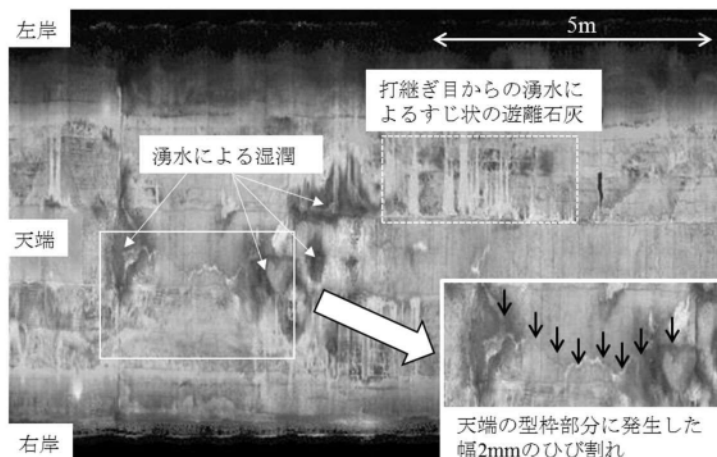 左岸
5m
打継ぎ目からの湧水に
よるすじ状の遊離石灰
湧水による湿潤
天端
天端の型枠部分に発生した
幅2mmのひび割れ
右岸